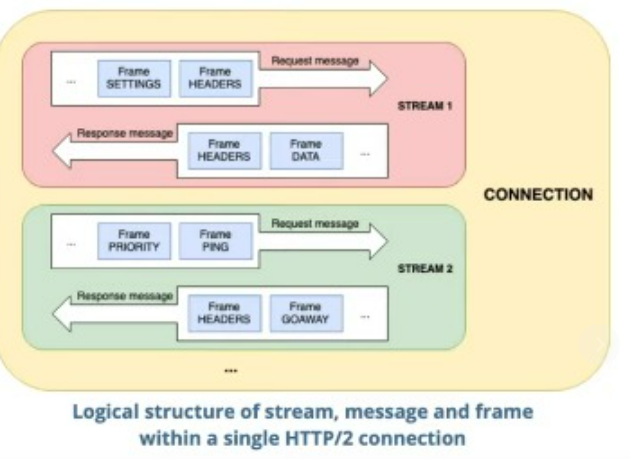 Request message
...
Frame
SETTINGS
Frame
HEADERS
STREAM 1
Response message
Frame
HEADERS
Frame
DATA
...
CONNECTION
Request message
...
Frame
PRIORITY
Frame
PING
STREAM 2
Response message
Frame
HEADERS
Frame
GOAWAY
...
...
Logical structure of stream, message and frame
within a single HTTP/2 connection